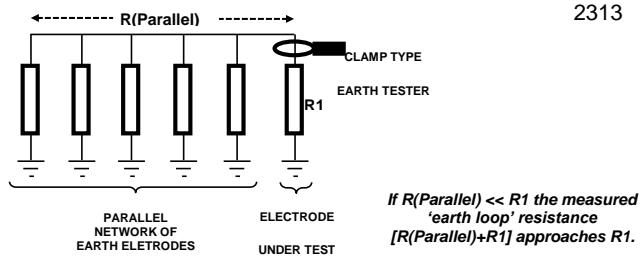 2313
R(Parallel)
CLAMP TYPE
EARTH TESTER
R1
PARALLEL
NETWORK OF
EARTH ELETRODES
ELECTRODE
UNDER TEST
If R(Parallel) << R1 the measured
‘earth loop’ resistance
[R(Parallel)+R1] approaches R1.